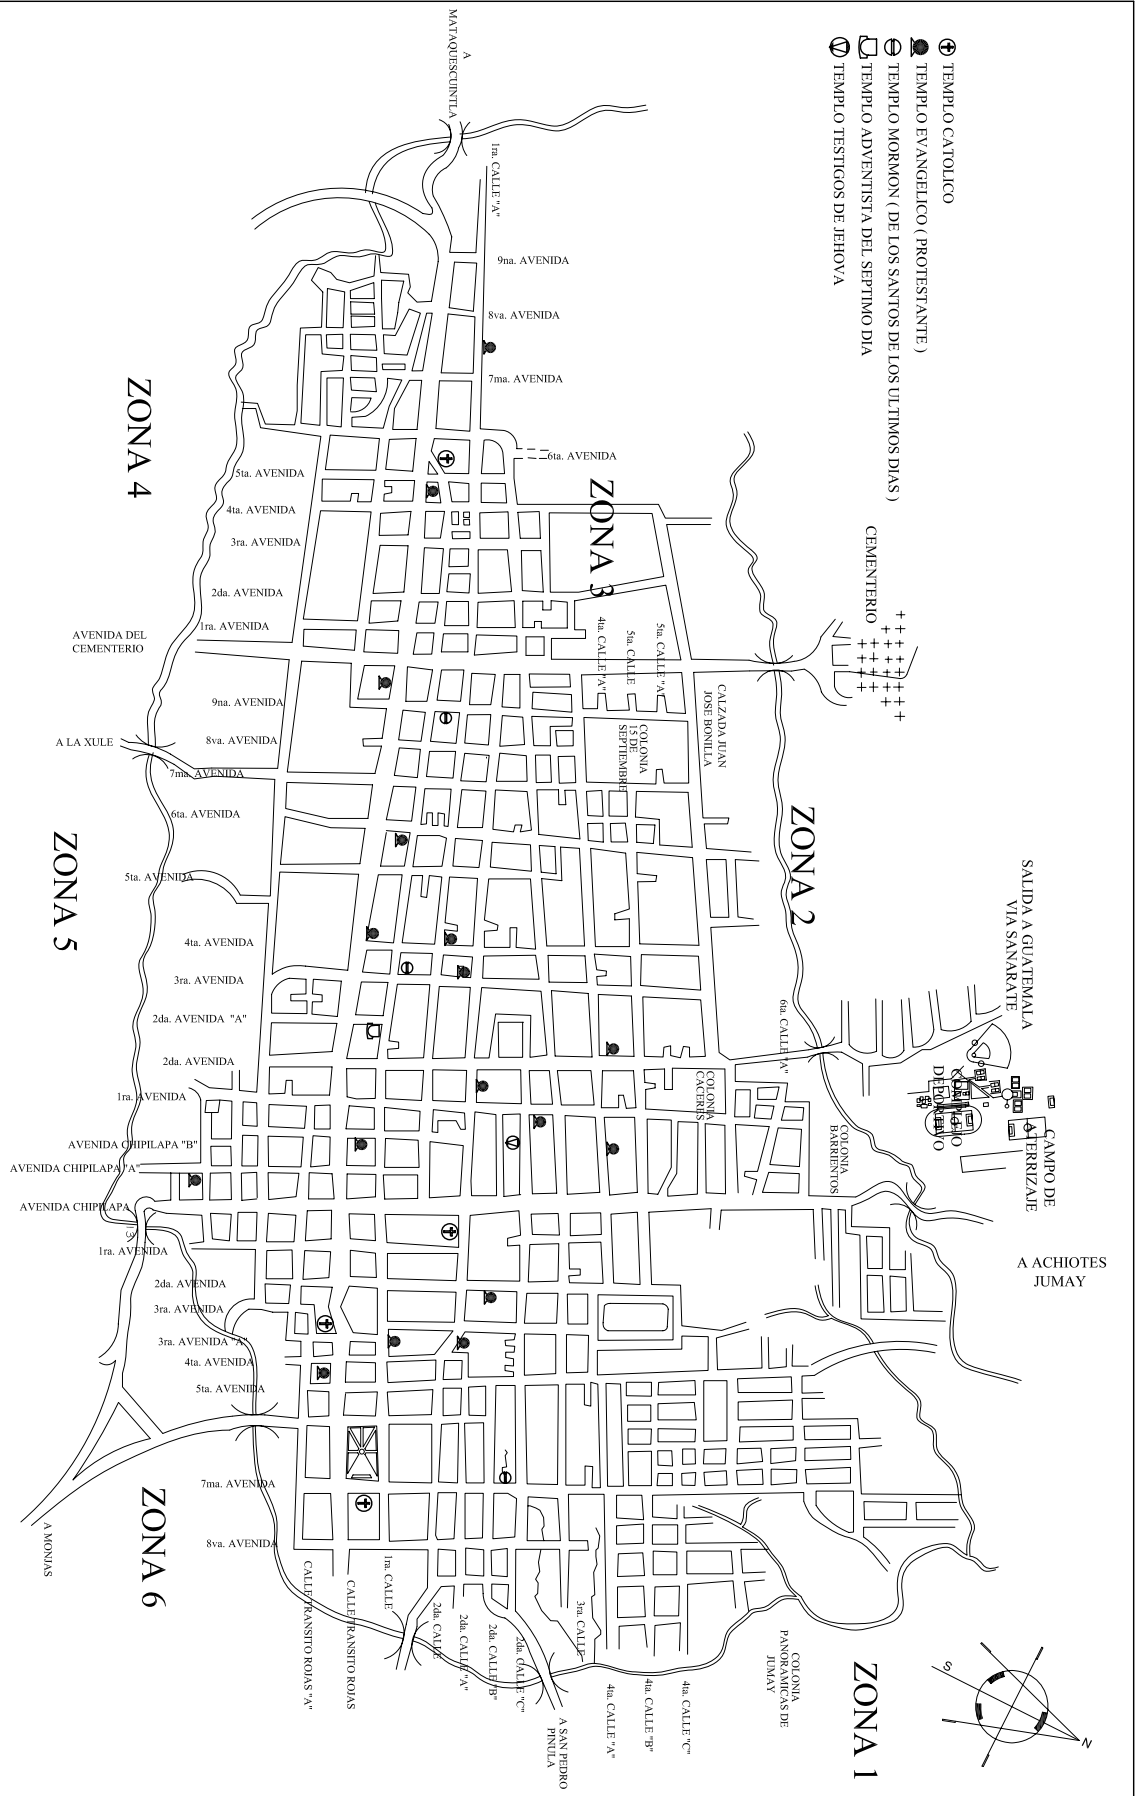 TEMPLO CATOLICO
TEMPLO EVANGELICO ( PROTESTANTE )
TEMPLO MORMON ( DE LOS SANTOS DE LOS ULTIMOS DIAS )
TEMPLO ADVENTISTA DEL SEPTIMO DIA
TEMPLO TESTIGOS DE JEHOVA
A
MATAQUESCUINTLA
1ra. CALLE "A"
9na. AVENIDA
8va. AVENIDA
7ma. AVENIDA
6ta. AVENIDA
ZONA 4
ZONA 3
5ta. AVENIDA
4ta. AVENIDA
3ra. AVENIDA
2da. AVENIDA
1ra. AVENIDA
AVENIDA DEL
CEMENTERIO
CEMENTERIO
4ta. CALLE "A"
5ta. CALLE
5ta. CALLE "A"
CALZADA JUAN
JOSE BONILLA
COLONIA
15 DE
SEPTIEMBRE
9na. AVENIDA
8va. AVENIDA
A LA XULE
7ma. AVENIDA
6ta. AVENIDA
ZONA 5
ZONA 2
5ta. AVENIDA
4ta. AVENIDA
3ra. AVENIDA
2da. AVENIDA "A"
2da. AVENIDA
1ra. AVENIDA
AVENIDA CHIPILAPA "B"
AVENIDA CHIPILAPA "A"
AVENIDA CHIPILAPA
13
SALIDA A GUATEMALA
VIA SANARATE
6ta. CALLE "A"
COLONIA
CACERES
COLONIA
BARRIENTOS
COMPLEJO
DEPORTIVO
CAMPO DE
ATERRIZAJE
A ACHIOTES
JUMAY
1ra. AVENIDA
2da. AVENIDA
3ra. AVENIDA
3ra. AVENIDA "A"
4ta. AVENIDA
5ta. AVENIDA
7ma. AVENIDA
8va. AVENIDA
A MONJAS
ZONA 6
CALLE TRANSITO ROJAS "A"
CALLE TRANSITO ROJAS
1ra. CALLE
2da. CALLE
2da. CALLE "A"
2da. CALLE "B"
2da. CALLE "C"
A SAN PEDRO
PINULA
3ra. CALLE
4ta. CALLE "A"
4ta. CALLE "B"
4ta. CALLE "C"
COLONIA
PANORAMICAS DE
JUMAY
ZONA 1
S
N